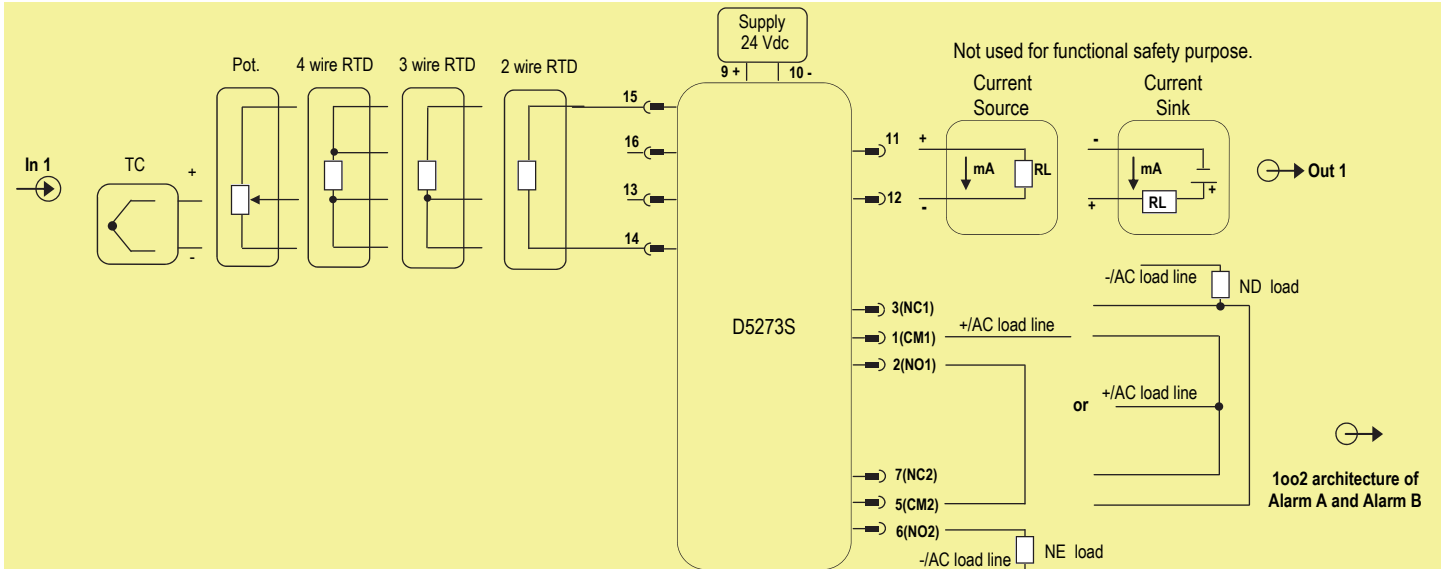 Supply
24 Vdc
9 +
10 -
Not used for functional safety purpose.
Pot.
4 wire RTD
3 wire RTD
2 wire RTD
Current
Source
Current
Sink
15
16
13
14
In 1
TC
+
-
11
12
+
-
mA
RL
-
+
mA
RL
+
Out 1
D5273S
3(NC1)
1(CM1)
2(NO1)
+/AC load line
-/AC load line
ND load
or
+/AC load line
7(NC2)
5(CM2)
6(NO2)
-/AC load line
NE load
1oo2 architecture of
Alarm A and Alarm B